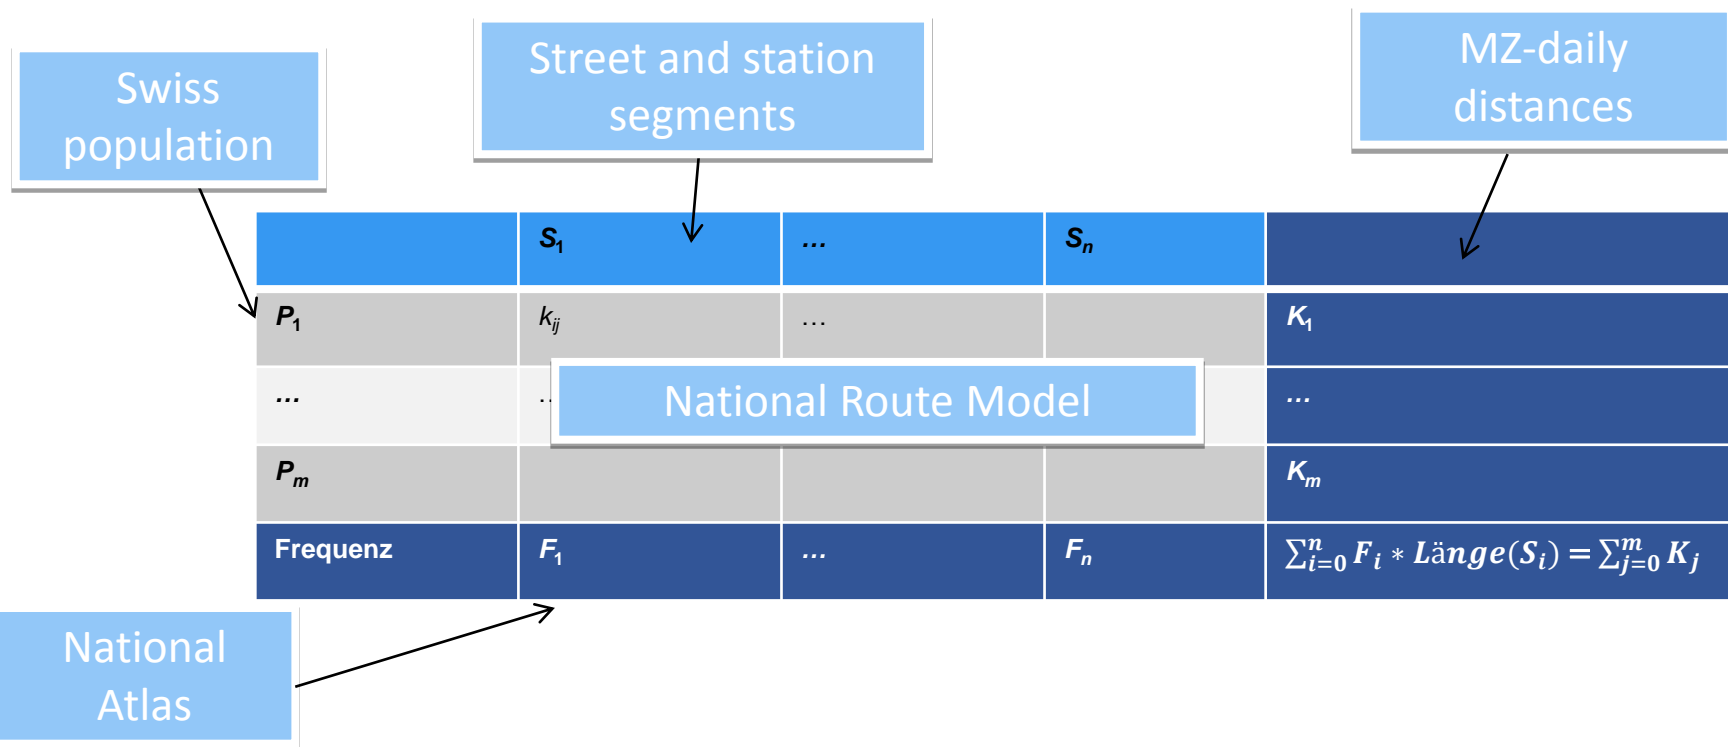 Swiss
population
Street and station
segments
MZ-daily
distances
S1 ... Sn
P1 kij ... K1
... .. ...
National Route Model
Pm Km
Frequenz F1 ... Fn ∑ⁿᵢ₌₀ Fᵢ * Länge(Sᵢ) = ∑ᵐⱼ₌₀ Kⱼ
National
Atlas